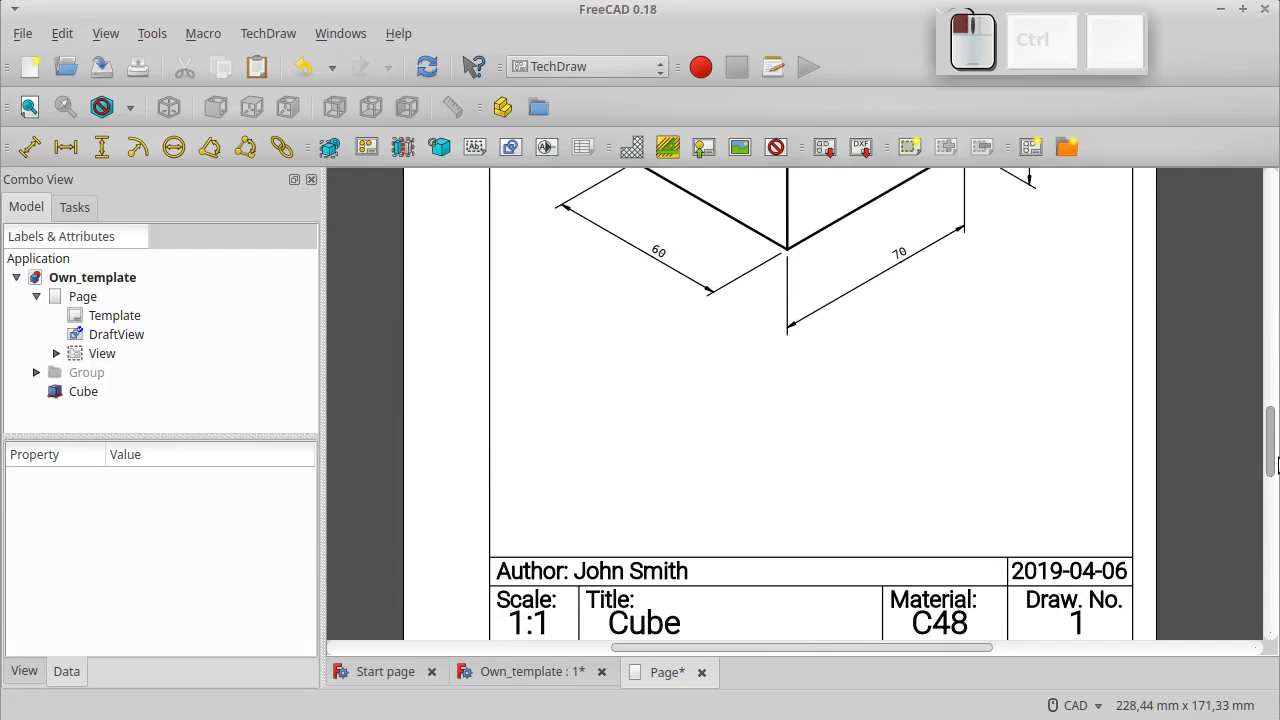 FreeCAD 0.18
File Edit View Tools Macro TechDraw Windows Help
Ctrl
TechDraw
Combo View
Model Tasks
Labels & Attributes
Application
Own_template
Page
Template
DraftView
View
Group
Cube
Property Value
60
70
Author: John Smith 2019-04-06
Scale: Title: Material: Draw. No.
1:1 Cube C48 1
View Data
Start page Own_template : 1* Page*
CAD 228,44 mm x 171,33 mm